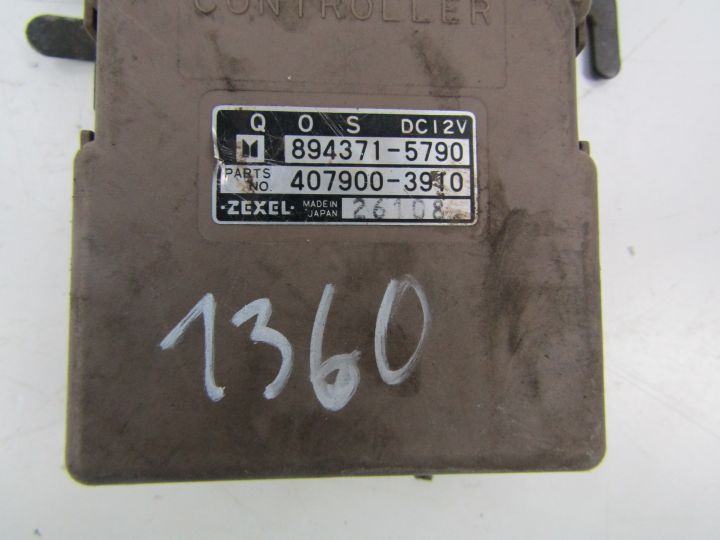 CONTROLLER
Q O S DC12V
894371-5790
PARTS NO. 407900-3910
·ZEXEL· MADE IN JAPAN 26108
1360